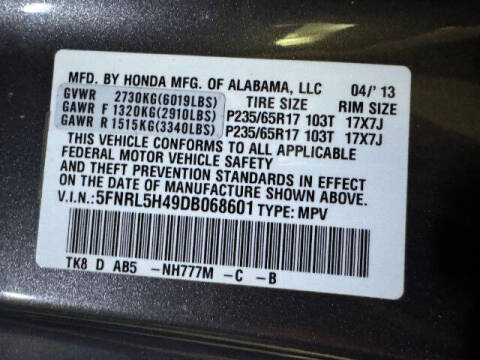 MFD. BY HONDA MFG. OF ALABAMA, LLC 04/' 13
GVWR 2730KG(6019LBS) TIRE SIZE RIM SIZE
GAWR F 1320KG(2910LBS) P235/65R17 103T 17X7J
GAWR R 1515KG(3340LBS) P235/65R17 103T 17X7J
THIS VEHICLE CONFORMS TO ALL APPLICABLE
FEDERAL MOTOR VEHICLE SAFETY
AND THEFT PREVENTION STANDARDS IN EFFECT
ON THE DATE OF MANUFACTURE SHOWN ABOVE.
V.I.N.:5FNRL5H49DB068601 TYPE: MPV
TK8 D AB5 -NH777M -C -B